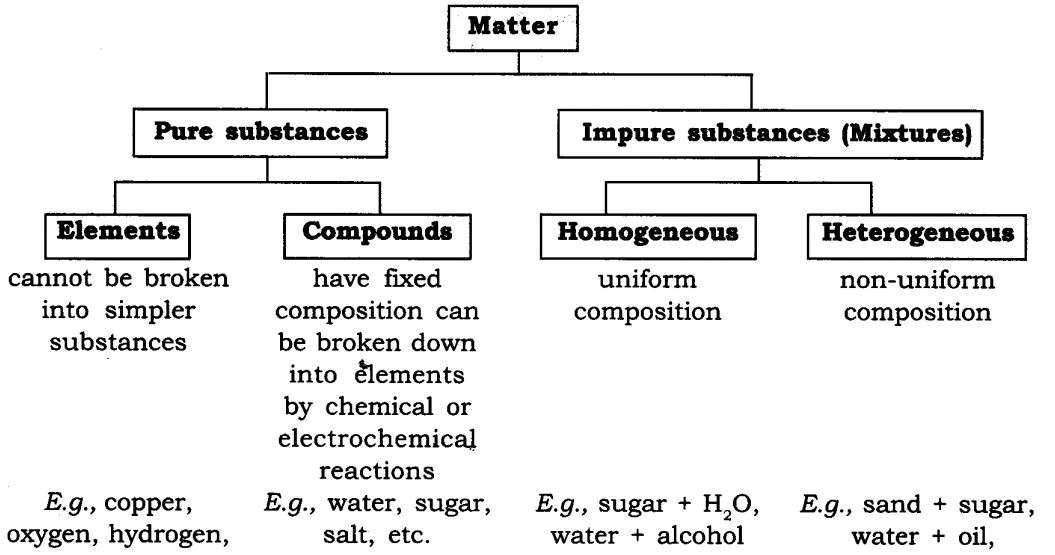 Matter
Pure substances
Impure substances (Mixtures)
Elements
cannot be broken
into simpler
substances
E.g., copper,
oxygen, hydrogen,
Compounds
have fixed
composition can
be broken down
into elements
by chemical or
electrochemical
reactions
E.g., water, sugar,
salt, etc.
Homogeneous
uniform
composition
E.g., sugar + H₂O,
water + alcohol
Heterogeneous
non-uniform
composition
E.g., sand + sugar,
water + oil,